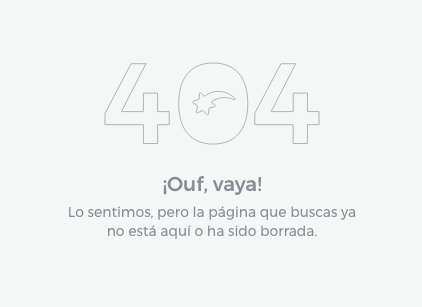 404
¡Ouf, vaya!
Lo sentimos, pero la página que buscas ya
no está aquí o ha sido borrada.